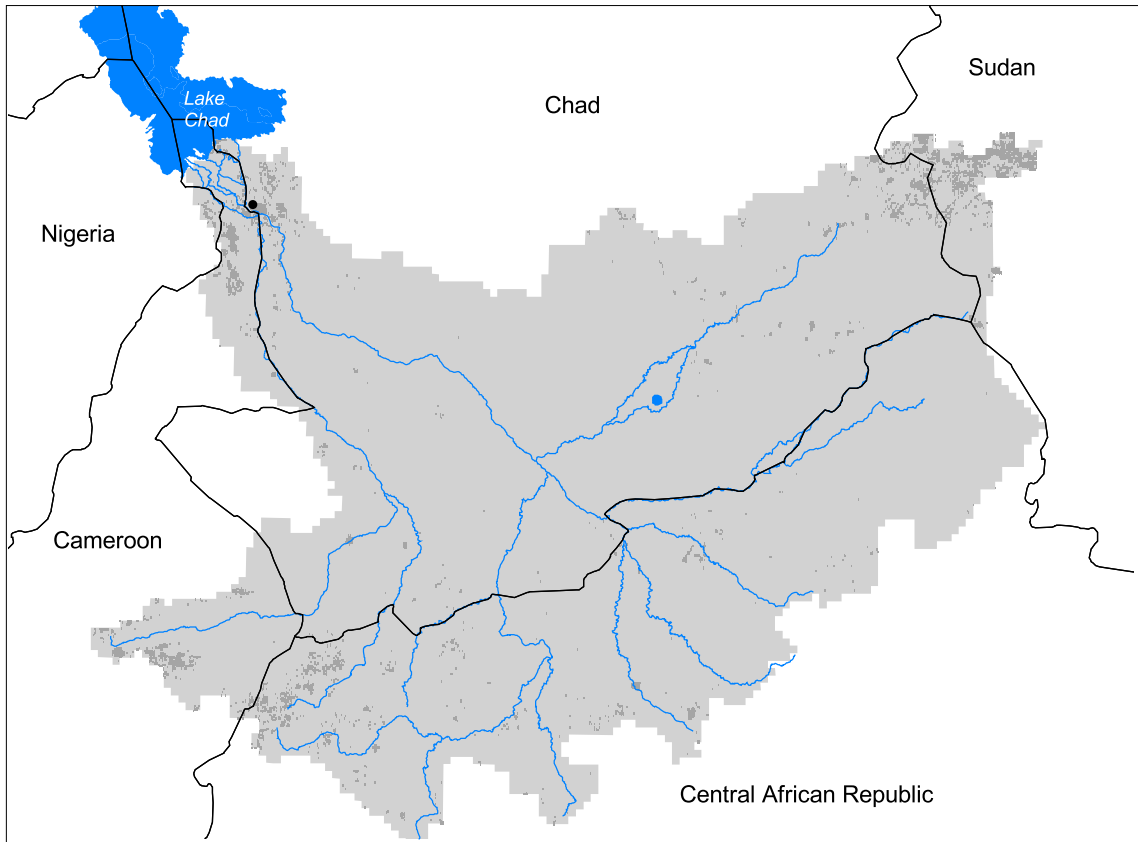 Sudan
Lake
Chad
Chad
Nigeria
Cameroon
Central African Republic